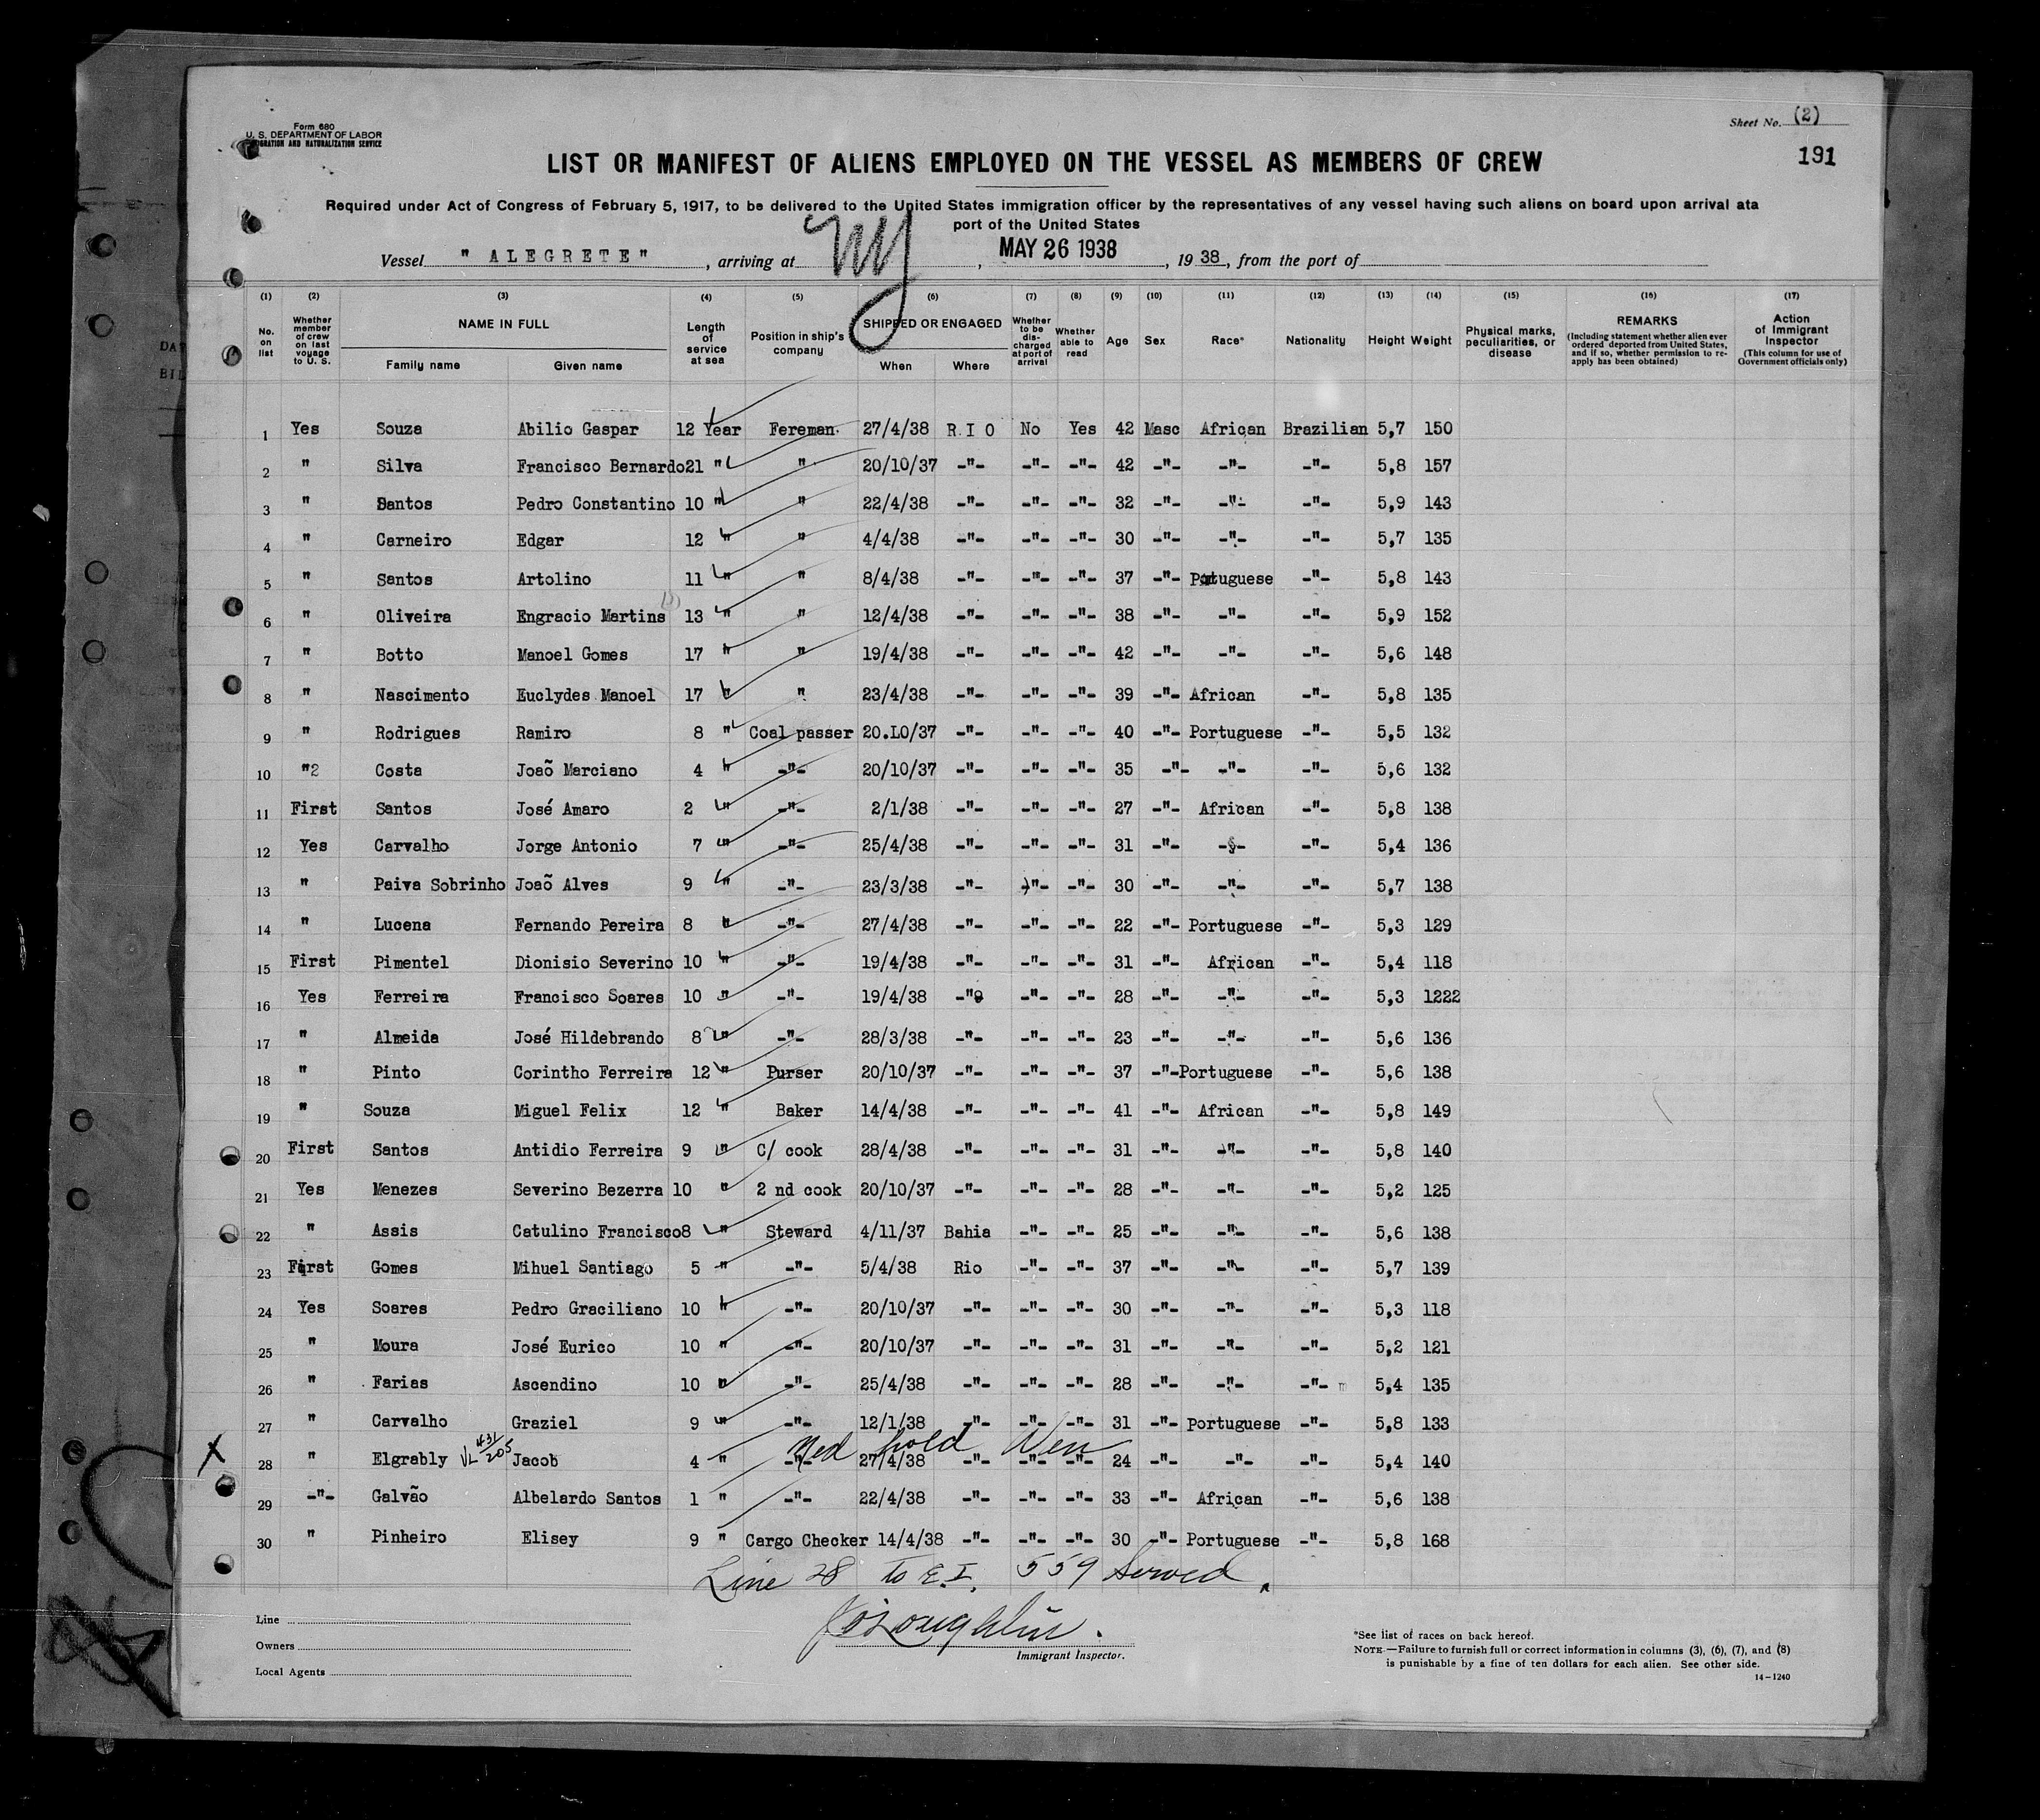 Form 680
U. S. DEPARTMENT OF LABOR
IMMIGRATION AND NATURALIZATION SERVICE
Sheet No. (2)
191
LIST OR MANIFEST OF ALIENS EMPLOYED ON THE VESSEL AS MEMBERS OF CREW
Required under Act of Congress of February 5, 1917, to be delivered to the United States immigration officer by the representatives of any vessel having such aliens on board upon arrival ata
port of the United States
Vessel " ALEGRETE" , arriving at NY , MAY 26 1938 , 19 38 , from the port of
(1) (2) (3) (4) (5) (6) (7) (8) (9) (10) (11) (12) (13) (14) (15) (16) (17)
No. on list Whether member of crew on last voyage to U. S. NAME IN FULL Family name Given name Length of service at sea Position in ship's company SHIPPED OR ENGAGED When Where Whether to be discharged at port of arrival Whether able to read Age Sex Race* Nationality Height Weight Physical marks, peculiarities, or disease REMARKS (Including statement whether alien ever ordered deported from United States, and if so, whether permission to reapply has been obtained) Action of Immigrant Inspector (This column for use of Government officials only)
1 Yes Souza Abilio Gaspar 12 Year Fereman. 27/4/38 R I O No Yes 42 Masc African Brazilian 5,7 150
2 " Silva Francisco Bernardo 21 " " 20/10/37 -"- -"- -"- 42 -"- -"- -"- 5,8 157
3 " Santos Pedro Constantino 10 " " 22/4/38 -"- -"- -"- 32 -"- -"- -"- 5,9 143
4 " Carneiro Edgar 12 " " 4/4/38 -"- -"- -"- 30 -"- -"- -"- 5,7 135
5 " Santos Artolino 11 " " 8/4/38 -"- -"- -"- 37 -"- Portuguese -"- 5,8 143
6 " Oliveira Engracio Martins 13 " " 12/4/38 -"- -"- -"- 38 -"- -"- -"- 5,9 152
7 " Botto Manoel Gomes 17 " " 19/4/38 -"- -"- -"- 42 -"- -"- -"- 5,6 148
8 " Nascimento Euclydes Manoel 17 " " 23/4/38 -"- -"- -"- 39 -"- African -"- 5,8 135
9 " Rodrigues Ramiro 8 " Coal passer 20.LO/37 -"- -"- -"- 40 -"- Portuguese -"- 5,5 132
10 "2 Costa Joaõ Marciano 4 " -"- 20/10/37 -"- -"- -"- 35 -"- -"- -"- 5,6 132
11 First Santos José Amaro 2 " -"- 2/1/38 -"- -"- -"- 27 -"- African -"- 5,8 138
12 Yes Carvalho Jorge Antonio 7 " -"- 25/4/38 -"- -"- -"- 31 -"- -"- -"- 5,4 136
13 " Paiva Sobrinho Joaõ Alves 9 " -"- 23/3/38 -"- -"- -"- 30 -"- -"- -"- 5,7 138
14 " Lucena Fernando Pereira 8 " -"- 27/4/38 -"- -"- -"- 22 -"- Portuguese -"- 5,3 129
15 First Pimentel Dionisio Severino 10 " -"- 19/4/38 -"- -"- -"- 31 -"- African -"- 5,4 118
16 Yes Ferreira Francisco Soares 10 " -"- 19/4/38 -"9 -"- -"- 28 -"- -"- -"- 5,3 1222
17 " Almeida José Hildebrando 8 " -"- 28/3/38 -"- -"- -"- 23 -"- -"- -"- 5,6 136
18 " Pinto Corintho Ferreira 12 " Purser 20/10/37 -"- -"- -"- 37 -"- Portuguese -"- 5,6 138
19 " Souza Miguel Felix 12 " Baker 14/4/38 -"- -"- -"- 41 -"- African -"- 5,8 149
20 First Santos Antidio Ferreira 9 " C/ cook 28/4/38 -"- -"- -"- 31 -"- -"- -"- 5,8 140
21 Yes Menezes Severino Bezerra 10 " 2 nd cook 20/10/37 -"- -"- -"- 28 -"- -"- -"- 5,2 125
22 " Assis Catulino Francisco 8 " Steward 4/11/37 Bahia -"- -"- 25 -"- -"- -"- 5,6 138
23 First Gomes Mihuel Santiago 5 " -"- 5/4/38 Rio -"- -"- 37 -"- -"- -"- 5,7 139
24 Yes Soares Pedro Graciliano 10 " -"- 20/10/37 -"- -"- -"- 30 -"- -"- -"- 5,3 118
25 " Moura José Eurico 10 " -"- 20/10/37 -"- -"- -"- 31 -"- -"- -"- 5,2 121
26 " Farias Ascendino 10 " -"- 25/4/38 -"- -"- -"- 28 -"- -"- -"- 5,4 135
27 " Carvalho Graziel 9 " -"- 12/1/38 -"- -"- -"- 31 -"- Portuguese -"- 5,8 133
Med hold Ven
X 28 " Elgrably Jacob 4 " -"- 27/4/38 -"- -"- -"- 24 -"- -"- -"- 5,4 140
29 -"- Galvão Albelardo Santos 1 " -"- 22/4/38 -"- -"- -"- 33 -"- African -"- 5,6 138
30 " Pinheiro Elisey 9 " Cargo Checker 14/4/38 -"- -"- -"- 30 -"- Portuguese -"- 5,8 168
Line 28 to E.I. 559 Served.
Line
Owners
Local Agents
J O'Loughlin.
Immigrant Inspector.
*See list of races on back hereof.
NOTE.—Failure to furnish full or correct information in columns (3), (6), (7), and (8)
is punishable by a fine of ten dollars for each alien. See other side.
14-1240